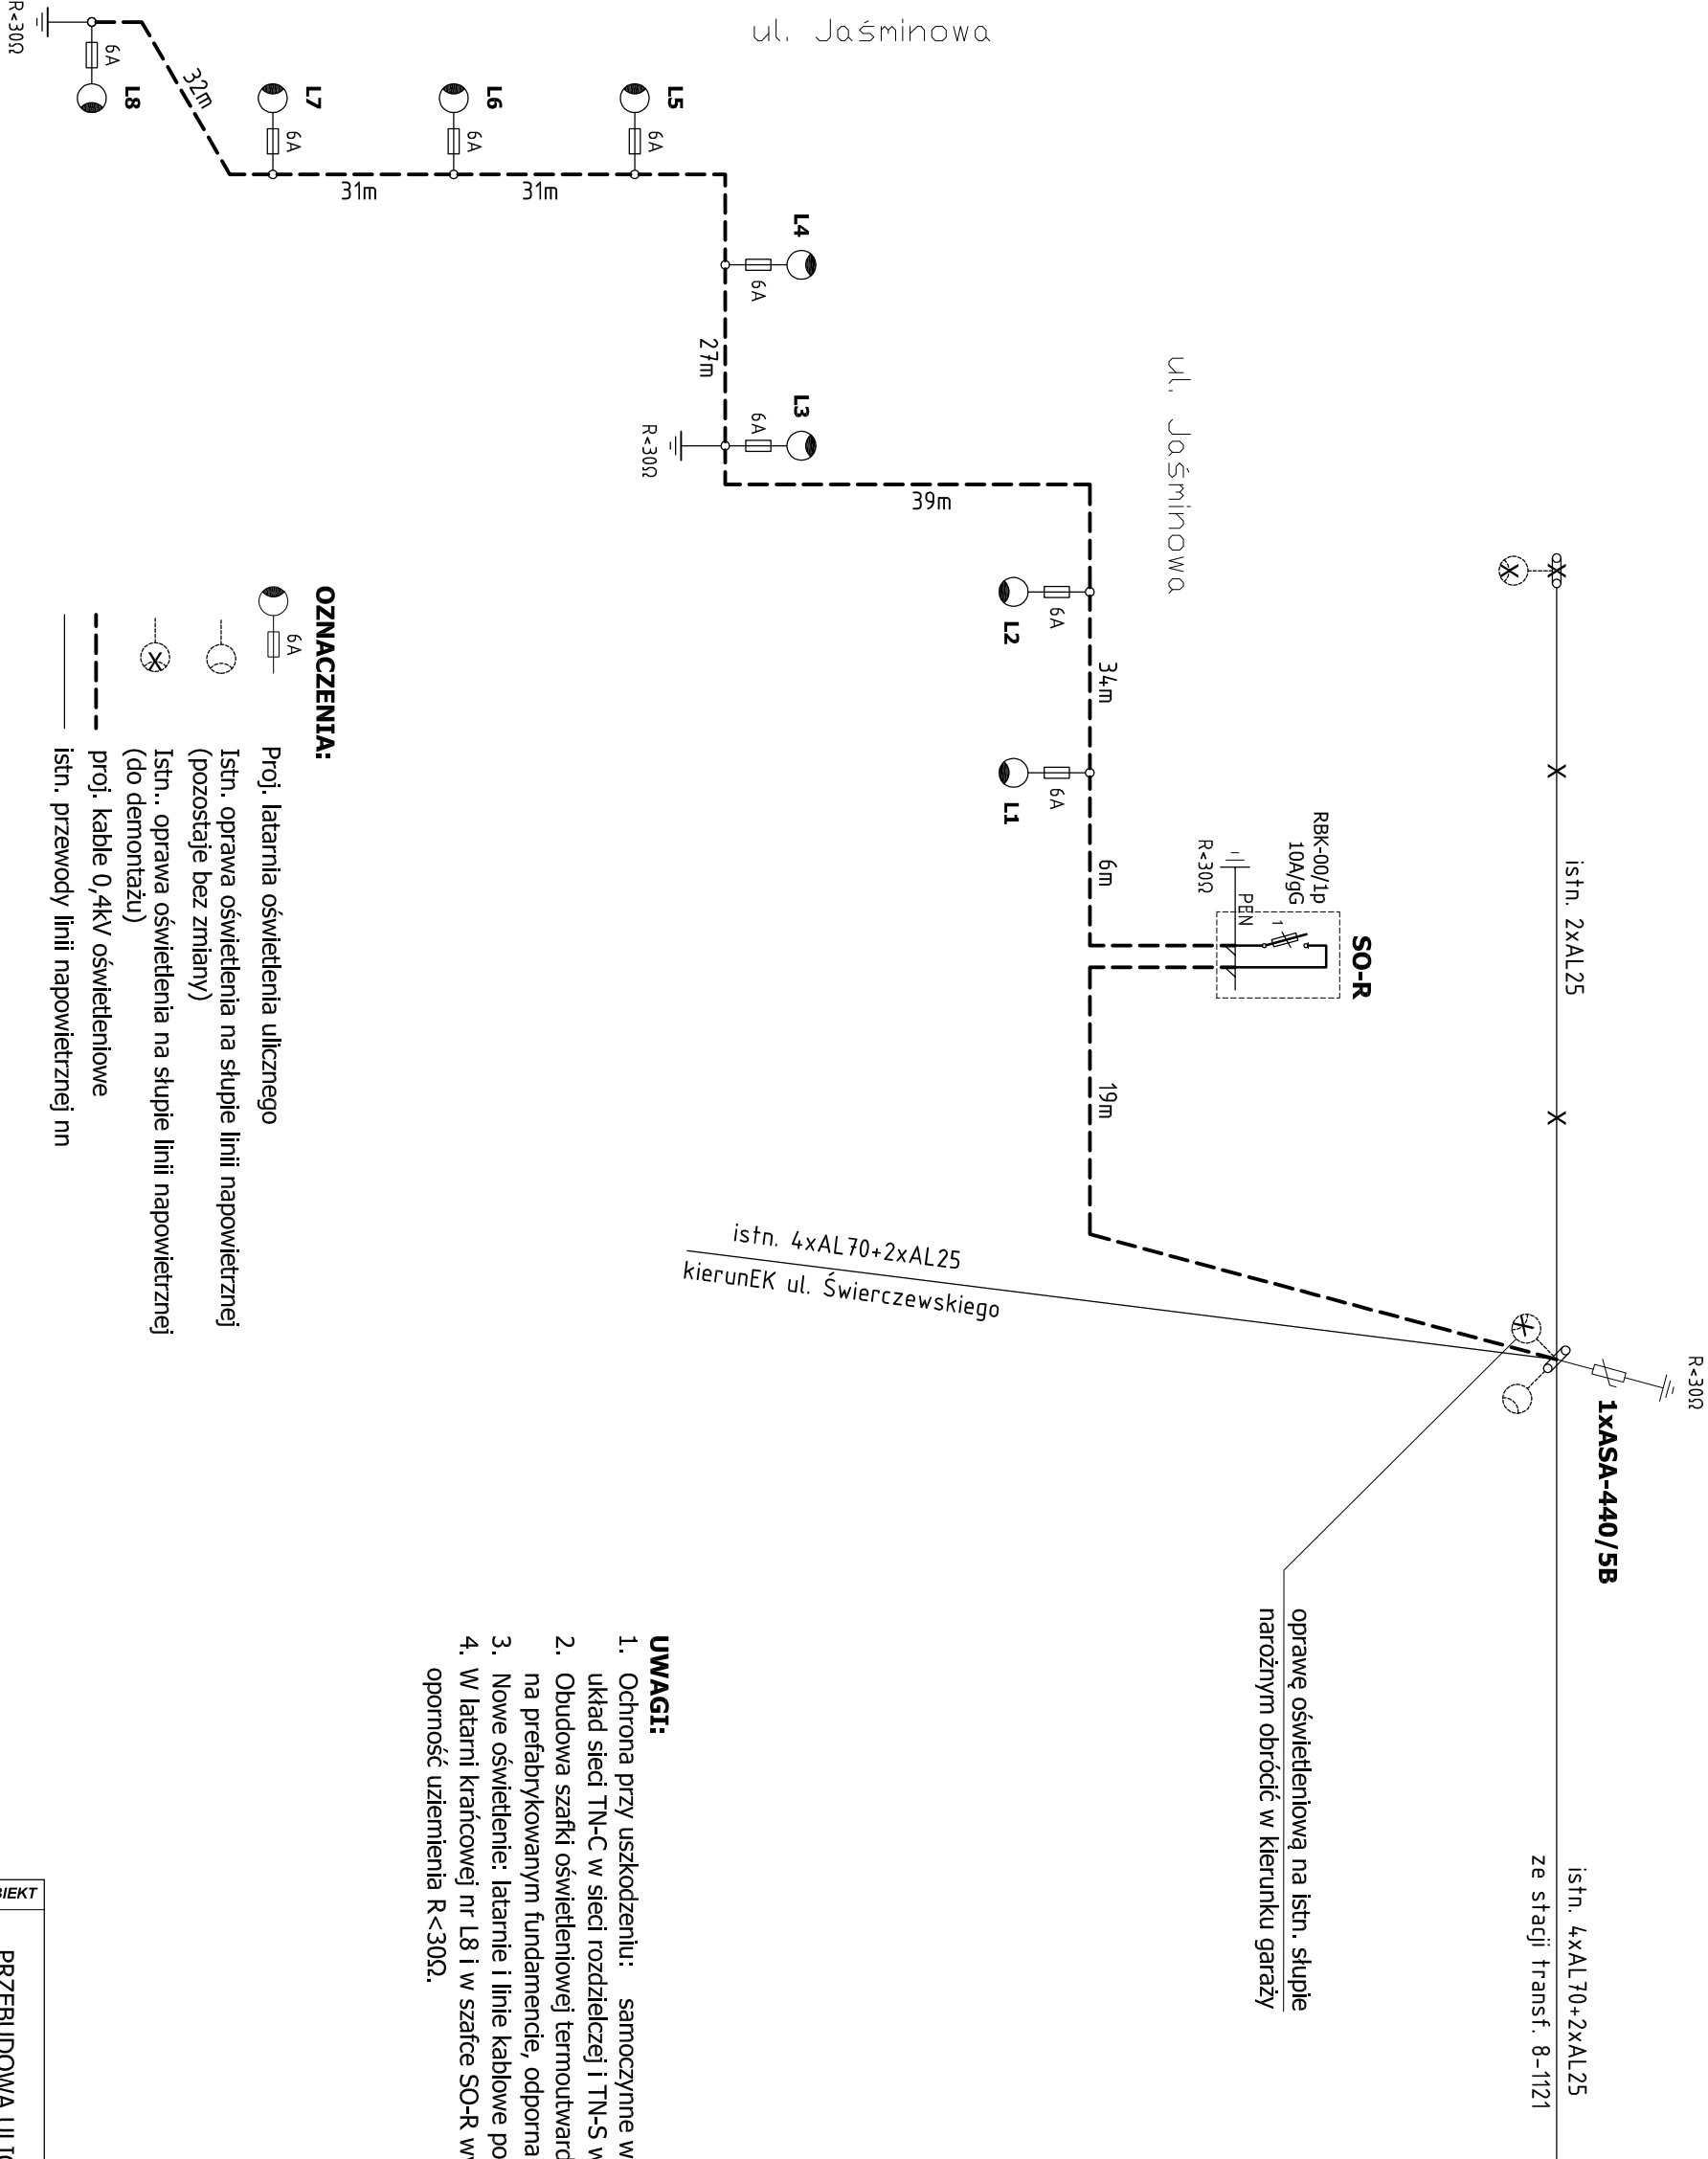 ul. Jaśminowa
ul. Jaśminowa
istn. 2xAL25
R<30Ω
6A
L8
32m
L7
6A
31m
L6
6A
31m
L5
6A
L4
6A
27m
L3
6A
R<30Ω
39m
6A
L2
34m
6A
L1
6m
RBK-00/1p
10A/gG
R<30Ω
PEN
1
SO-R
19m
istn. 4xAL70+2xAL25
kierunEK ul. Świerczewskiego
R<30Ω
1xASA-440/5B
oprawę oświetleniową na istn. słupie
narożnym obrócić w kierunku garaży
istn. 4xAL70+2xAL25
ze stacji transf. 8-1121
OZNACZENIA:
6A
Proj. latarnia oświetlenia ulicznego
Istn. oprawa oświetlenia na słupie linii napowietrznej
(pozostaje bez zmiany)
Istn.. oprawa oświetlenia na słupie linii napowietrznej
(do demontażu)
proj. kable 0,4kV oświetleniowe
istn. przewody linii napowietrznej nn
UWAGI:
1. Ochrona przy uszkodzeniu: samoczynne w
układ sieci TN-C w sieci rozdzielczej i TN-S w
2. Obudowa szafki oświetleniowej termoutward
na prefabrykowanym fundamencie, odporna
3. Nowe oświetlenie: latarnie i linie kablowe po
4. W latarni krańcowej nr L8 i w szafce SO-R wy
oporność uziemienia R<30Ω.
BIEKT
PRZEBUDOWA ULIC